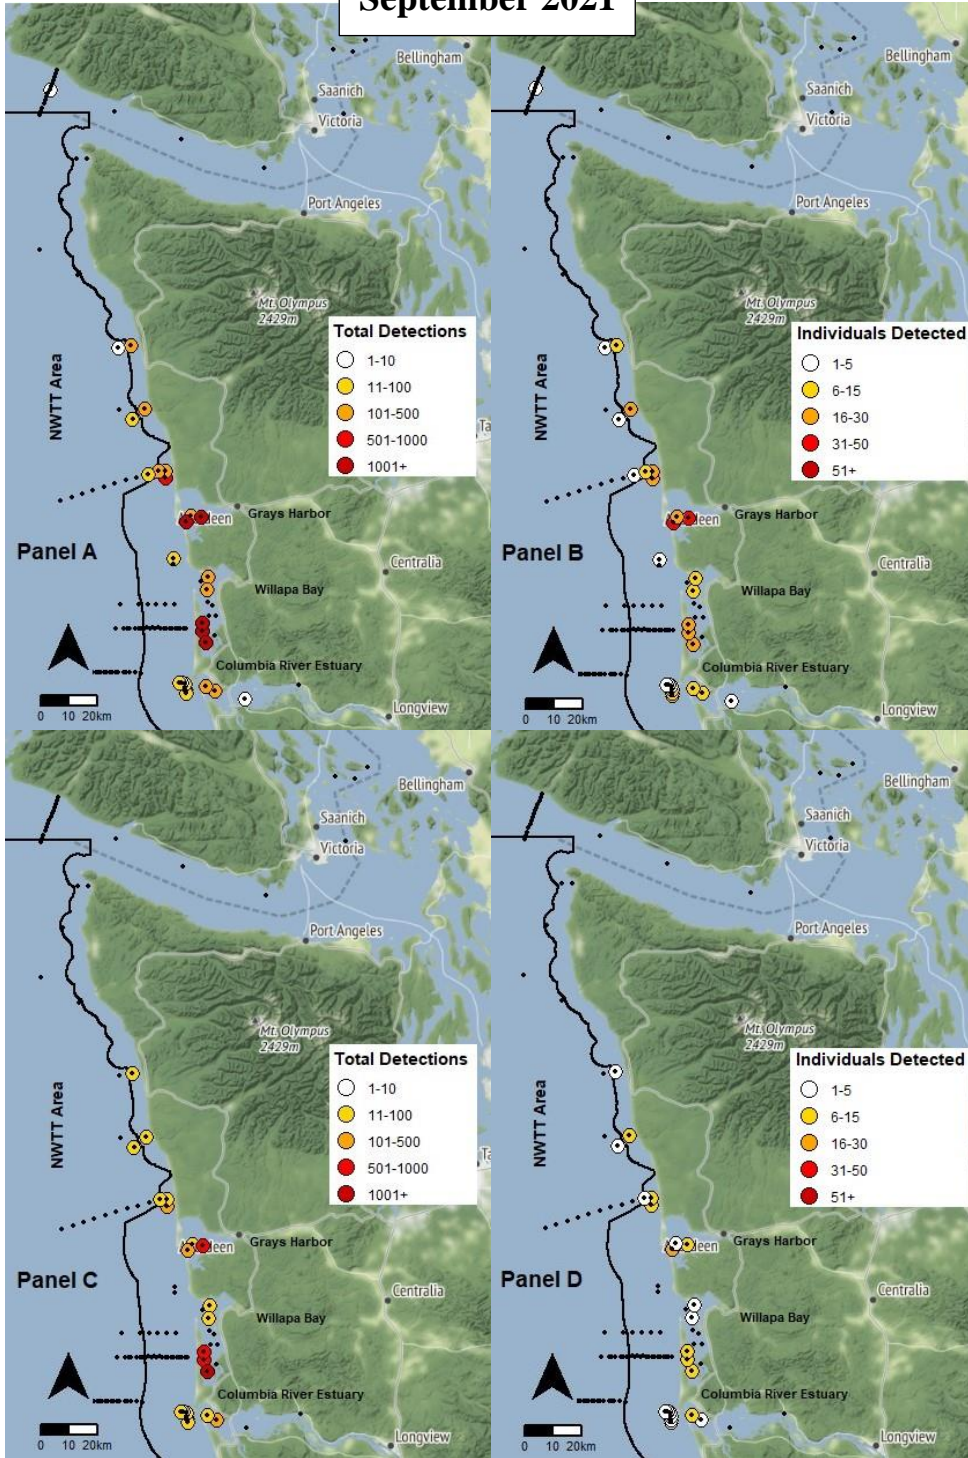 September 2021
Bellingham
Saanich
Victoria
Port Angeles
Mt. Olympus
2429m
NWTT Area
Total Detections
1-10
11-100
101-500
501-1000
1001+
Ta
Grays Harbor
Panel A
Centralia
Willapa Bay
Columbia River Estuary
Longview
0 10 20km
Bellingham
Saanich
Victoria
Port Angeles
Mt. Olympus
2429m
NWTT Area
Individuals Detected
1-5
6-15
16-30
31-50
51+
Grays Harbor
Panel B
Centralia
Willapa Bay
Columbia River Estuary
Longview
0 10 20km
Bellingham
Saanich
Victoria
Port Angeles
Mt. Olympus
2429m
NWTT Area
Total Detections
1-10
11-100
101-500
501-1000
1001+
Ta
Grays Harbor
Panel C
Centralia
Willapa Bay
Columbia River Estuary
Longview
0 10 20km
Bellingham
Saanich
Victoria
Port Angeles
Mt. Olympus
2429m
NWTT Area
Individuals Detected
1-5
6-15
16-30
31-50
51+
Grays Harbor
Panel D
Centralia
Willapa Bay
Columbia River Estuary
Longview
0 10 20km